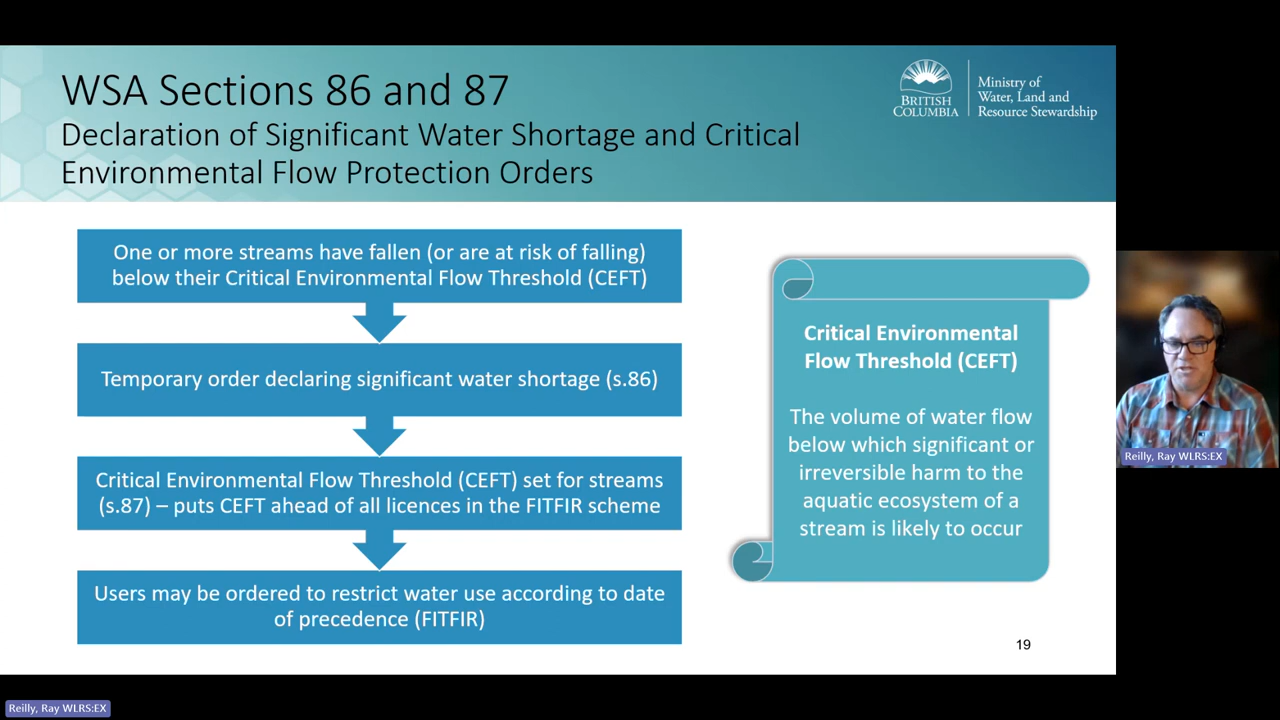 WSA Sections 86 and 87
Declaration of Significant Water Shortage and Critical
Environmental Flow Protection Orders
BRITISH
COLUMBIA
Ministry of
Water, Land and
Resource Stewardship
One or more streams have fallen (or are at risk of falling)
below their Critical Environmental Flow Threshold (CEFT)
Temporary order declaring significant water shortage (s.86)
Critical Environmental Flow Threshold (CEFT) set for streams
(s.87) – puts CEFT ahead of all licences in the FITFIR scheme
Users may be ordered to restrict water use according to date
of precedence (FITFIR)
Critical Environmental
Flow Threshold (CEFT)
The volume of water flow
below which significant or
irreversible harm to the
aquatic ecosystem of a
stream is likely to occur
19
Reilly, Ray WLRS:EX
Reilly, Ray WLRS:EX